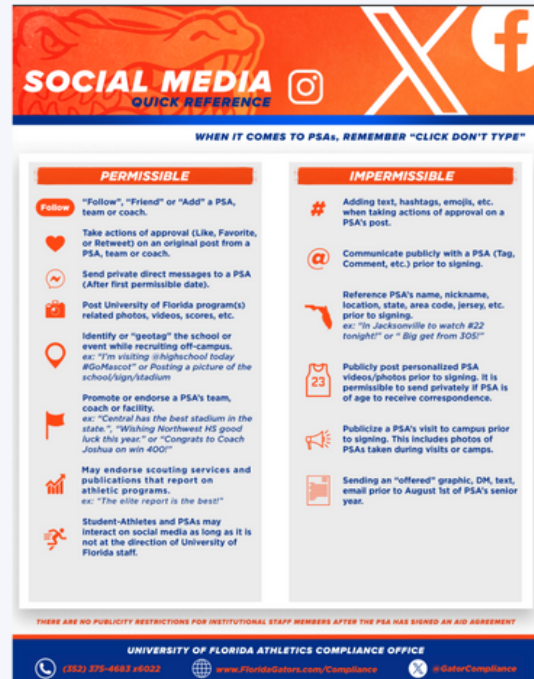 SOCIAL MEDIA
QUICK REFERENCE
WHEN IT COMES TO PSAs, REMEMBER “CLICK DON’T TYPE”
PERMISSIBLE
Follow
“Follow”, “Friend” or “Add” a PSA,
team or coach.
Take actions of approval (Like, Favorite,
or Retweet) on an original post from a
PSA, team or coach.
Send private direct messages to a PSA
(After first permissible date).
Post University of Florida program(s)
related photos, videos, scores, etc.
Identify or “geotag” the school or
event while recruiting off-campus.
ex: “I’m visiting @highschool today
#GoMascot” or Posting a picture of the
school/sign/stadium
Promote or endorse a PSA’s team,
coach or facility.
ex: “Central has the best stadium in the
state.”, “Wishing Northwest HS good
luck this year.” or “Congrats to Coach
Joshua on win 400!”
May endorse scouting services and
publications that report on
athletic programs.
ex: “The elite report is the best!”
Student-Athletes and PSAs may
interact on social media as long as it is
not at the direction of University of
Florida staff.
IMPERMISSIBLE
#
Adding text, hashtags, emojis, etc.
when taking actions of approval on a
PSA’s post.
@
Communicate publicly with a PSA (Tag,
Comment, etc.) prior to signing.
Reference PSA’s name, nickname,
location, state, area code, jersey, etc.
prior to signing.
ex: “In Jacksonville to watch #22
tonight!” or “ Big get from 305!”
23
Publicly post personalized PSA
videos/photos prior to signing. It is
permissible to send privately if PSA is
of age to receive correspondence.
Publicize a PSA’s visit to campus prior
to signing. This includes photos of
PSAs taken during visits or camps.
Sending an “offered” graphic, DM, text,
email prior to August 1st of PSA’s senior
year.
THERE ARE NO PUBLICITY RESTRICTIONS FOR INSTITUTIONAL STAFF MEMBERS AFTER THE PSA HAS SIGNED AN AID AGREEMENT
UNIVERSITY OF FLORIDA ATHLETICS COMPLIANCE OFFICE
(352) 375-4683 x6022
www.FloridaGators.com/Compliance
@GatorCompliance